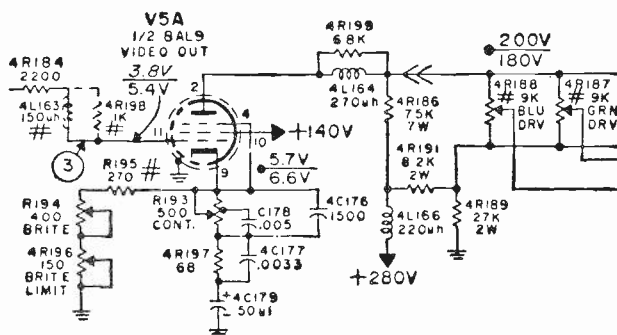 V5A
1/2 BAL9
VIDEO OUT
3.8V
5.4V
4R184
2200
4L163
150uh
#
4R198
1K
#
3
2
11
4
10
9
+140V
5.7V
6.6V
R195
270
#
R194
400
BRITE
4R196
150
BRITE
LIMIT
R193
500
CONT.
C178
.005
4C176
1500
4R197
68
4C177
.0033
+
4C179
50uf
4R199
68K
4L164
270uh
4R186
7.5K
7W
4R191
8.2K
2W
4L166
220uh
+280V
4R189
27K
2W
200V
180V
4R188
# 9K
BLU
DRV
4R187
# 9K
GRN
DRV